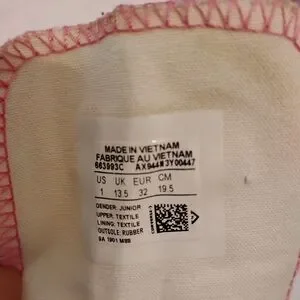 MADE IN VIETNAM
FABRIQUE AU VIETNAM
663993C AX944W3Y00447
US UK EUR CM
1 13.5 32 19.5
GENDER: JUNIOR
UPPER: TEXTILE
LINING: TEXTILE
OUTSOLE: RUBBER